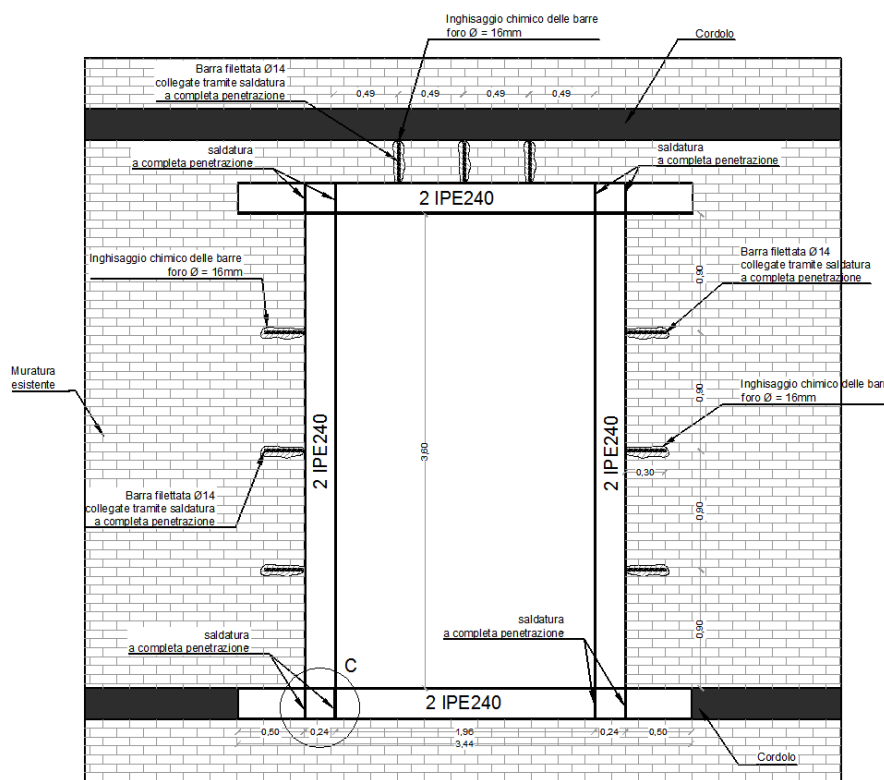 Inghisaggio chimico delle barre
foro Ø = 16mm
Cordolo
Barra filettata Ø14
collegate tramite saldatura
a completa penetrazione
0,49
0,49
0,49
0,49
saldatura
a completa penetrazione
saldatura
a completa penetrazione
2 IPE240
Inghisaggio chimico delle barre
foro Ø = 16mm
Barra filettata Ø14
collegate tramite saldatura
a completa penetrazione
0,90
Muratura
esistente
Inghisaggio chimico delle barre
foro Ø = 16mm
0,90
2 IPE240
3,60
2 IPE240
0,30
Barra filettata Ø14
collegate tramite saldatura
a completa penetrazione
0,90
0,90
saldatura
a completa penetrazione
saldatura
a completa penetrazione
C
2 IPE240
0,50
0,24
1,96
0,24
0,50
3,44
Cordolo